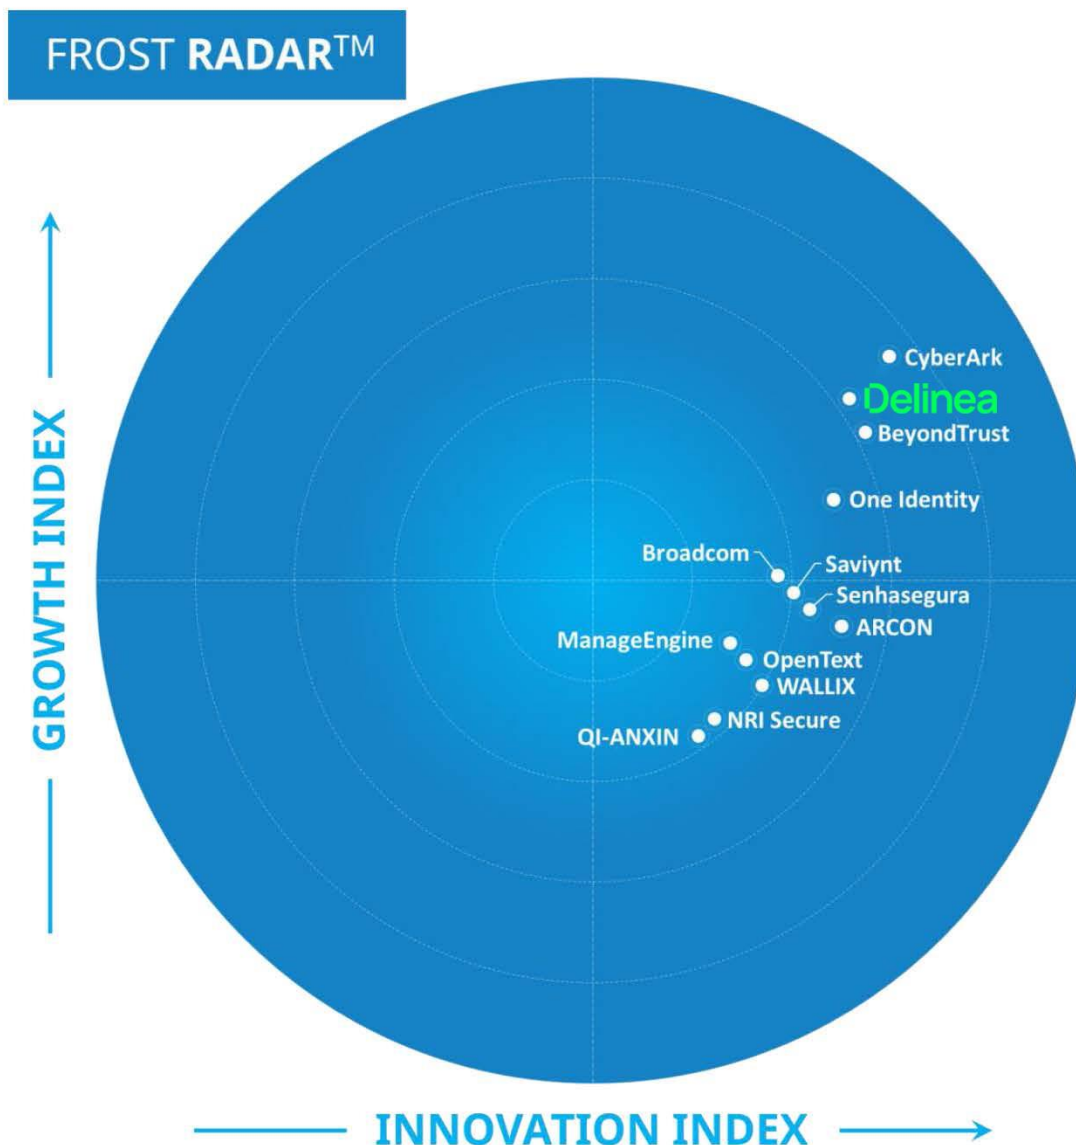 FROST RADAR™
GROWTH INDEX
CyberArk
Delinea
BeyondTrust
One Identity
Broadcom
Saviynt
Senhasegura
ARCON
ManageEngine
OpenText
WALLIX
NRI Secure
QI-ANXIN
INNOVATION INDEX